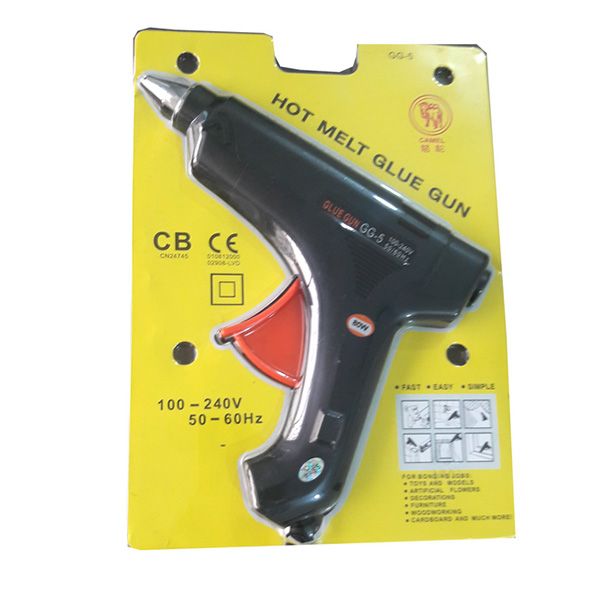 GG-5
HOT MELT GLUE GUN
CAMEL
骆驼
GLUE GUN GG-5 100-240V
50/60Hz
CB
CN24745
CE
010612000
02906-LVD
80W
100-240V
50-60Hz
• FAST • EASY • SIMPLE
FOR BONDING JOBS:
• TOYS AND MODELS
• ARTIFICIAL FLOWERS
• DECORATIONS
• FURNITURE
• WOODWORKING
• CARDBOARD AND MUCH MORE!